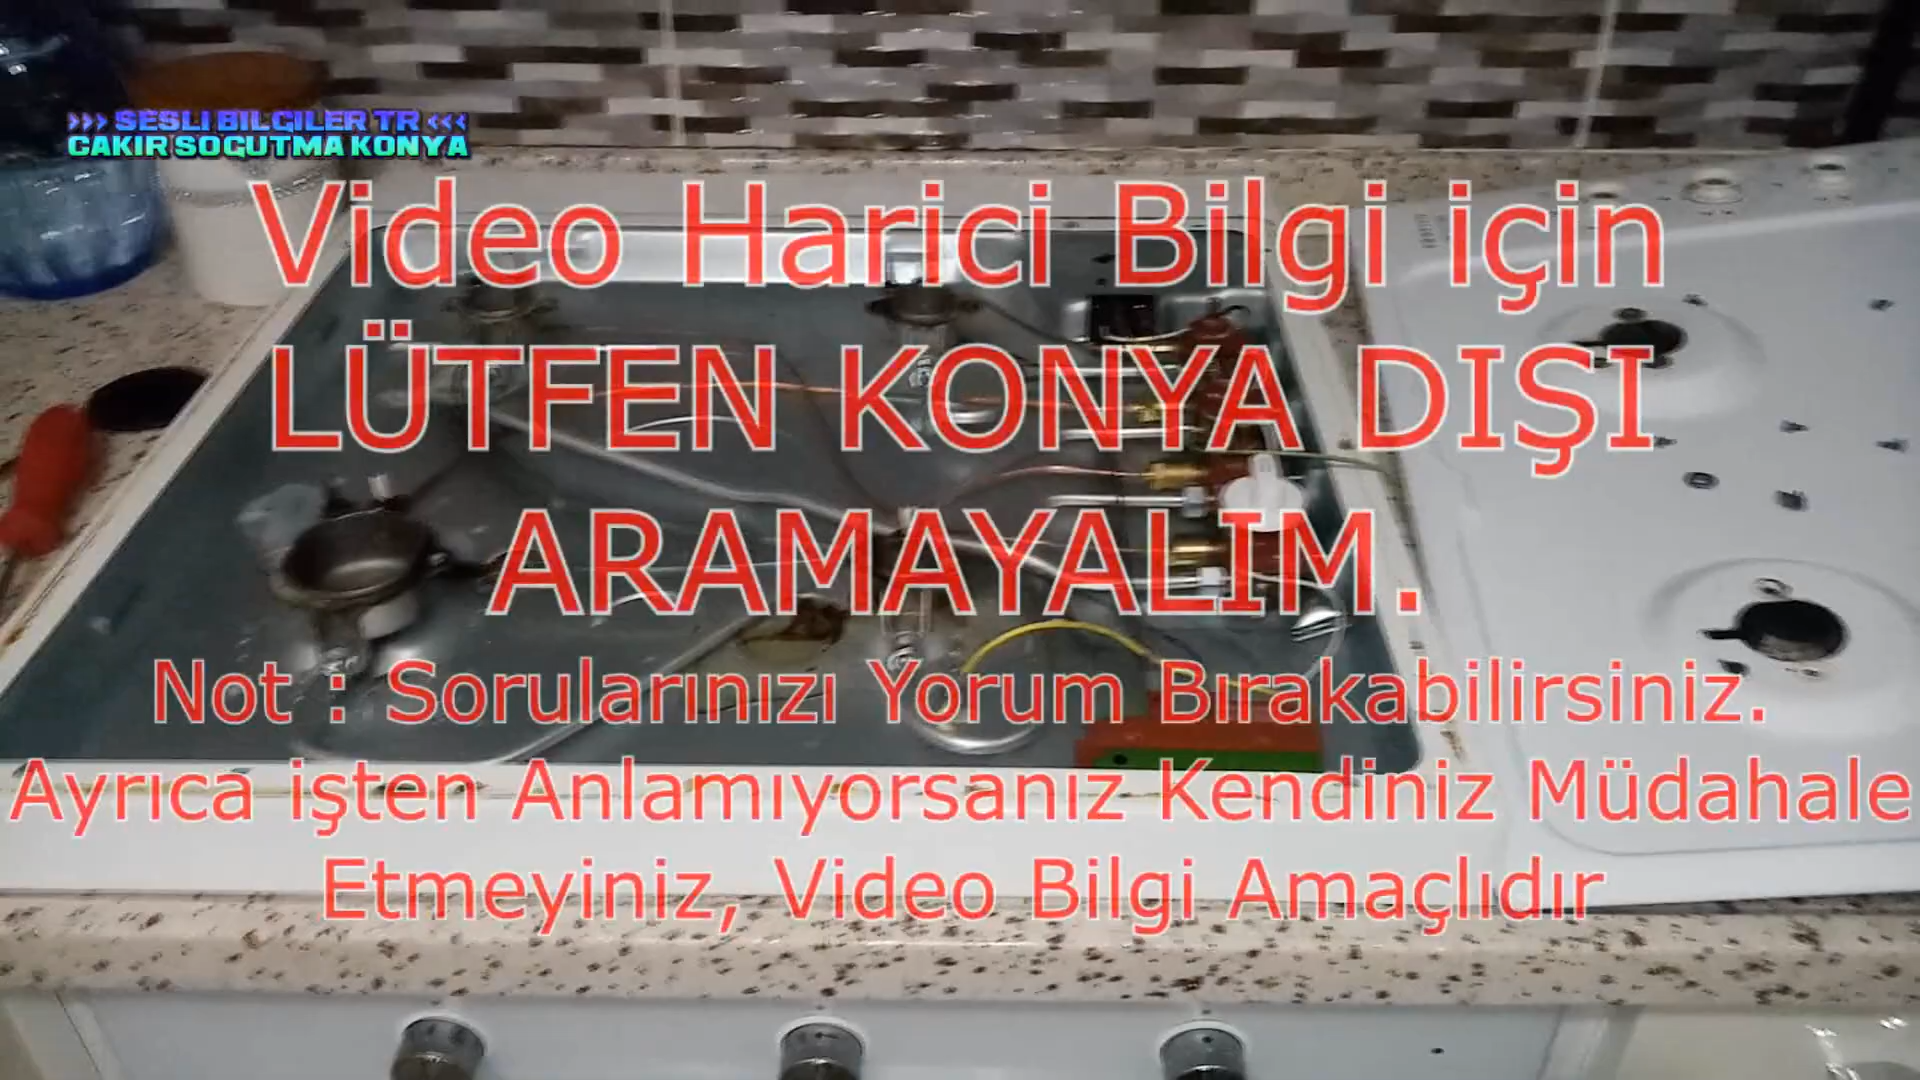 >>> SESLI BILGILER TR <<<
CAKIR SOGUTMA KONYA
Video Harici Bilgi için
LÜTFEN KONYA DIŞI
ARAMAYALIM.
Not : Sorularınızı Yorum Bırakabilirsiniz.
Ayrıca işten Anlamıyorsanız Kendiniz Müdahale
Etmeyiniz, Video Bilgi Amaçlıdır